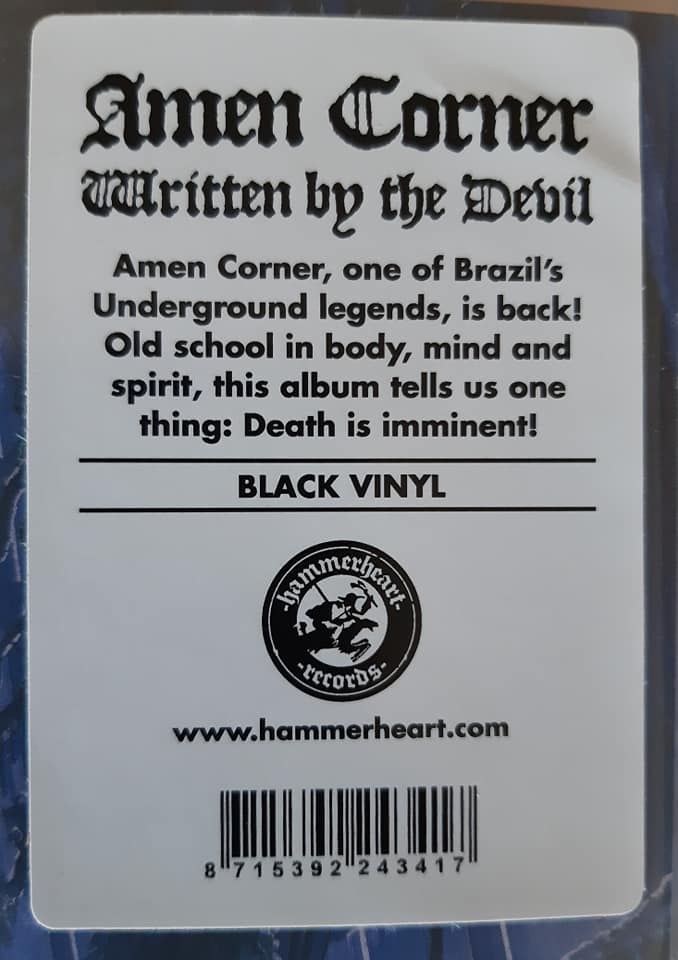 Amen Corner
Written by the Devil
Amen Corner, one of Brazil's
Underground legends, is back!
Old school in body, mind and
spirit, this album tells us one
thing: Death is imminent!
BLACK VINYL
-hammerheart-
-records-
www.hammerheart.com
8 715392 243417